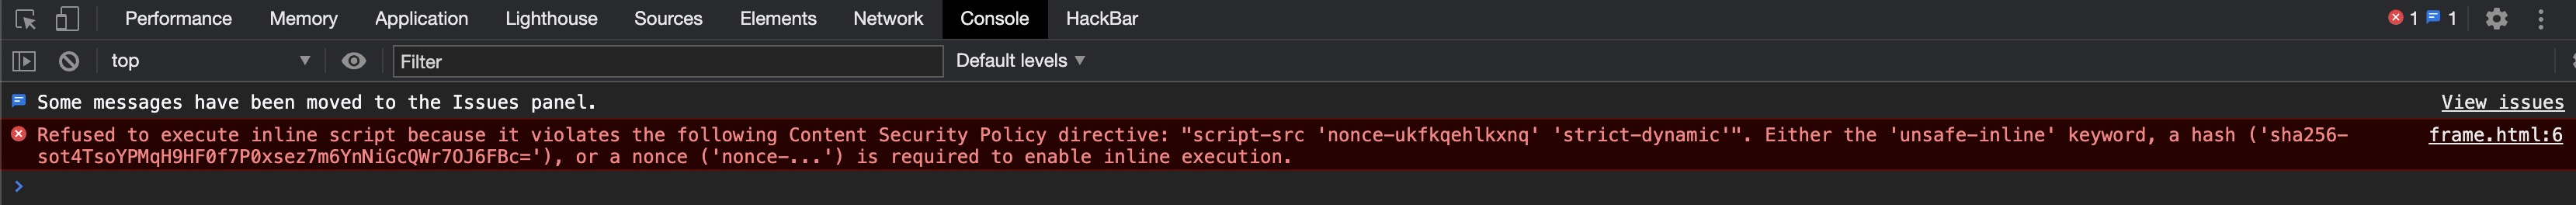 Performance Memory Application Lighthouse Sources Elements Network Console HackBar 1 1
top Filter Default levels
Some messages have been moved to the Issues panel. View issues
Refused to execute inline script because it violates the following Content Security Policy directive: "script-src 'nonce-ukfkqehlkxnq' 'strict-dynamic'". Either the 'unsafe-inline' keyword, a hash ('sha256- frame.html:6
sot4TsoYPMqH9HF0f7P0xsez7m6YnNiGcQWr7OJ6FBc='), or a nonce ('nonce-...') is required to enable inline execution.